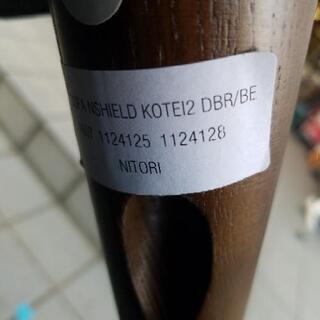 NSHIELD KOTEI2 DBR/BE
1124125 1124128
NITORI